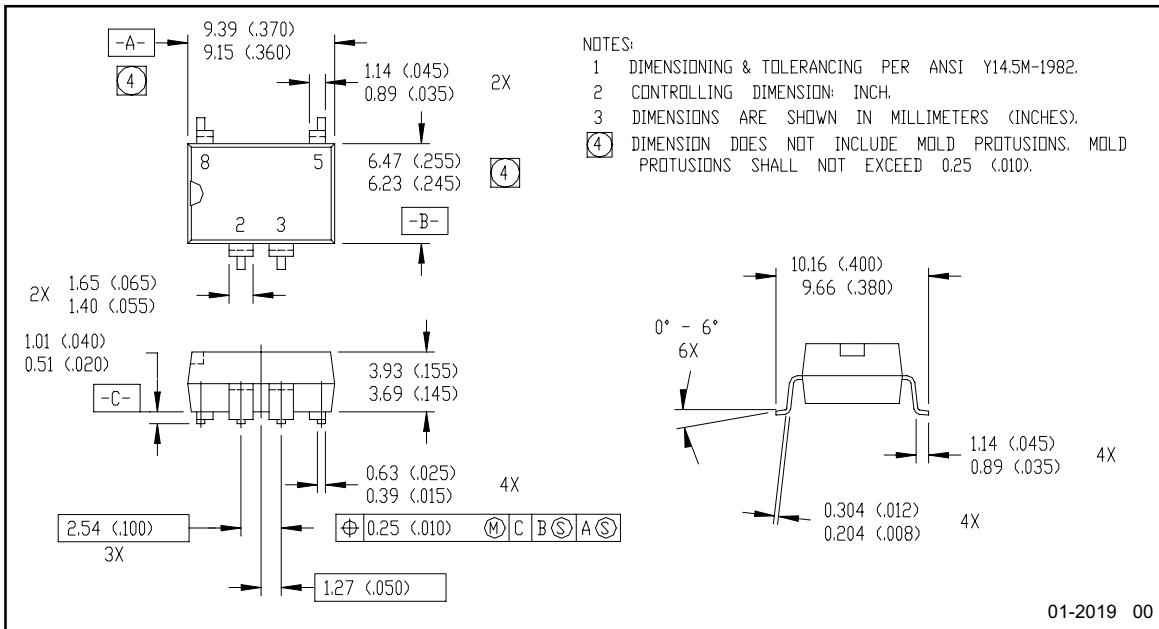 -A-
4
9.39 (.370)
9.15 (.360)
1.14 (.045)
0.89 (.035)
2X
8
5
6.47 (.255)
6.23 (.245)
4
2
3
-B-
2X
1.65 (.065)
1.40 (.055)
1.01 (.040)
0.51 (.020)
-C-
3.93 (.155)
3.69 (.145)
0.63 (.025)
0.39 (.015)
4X
2.54 (.100)
3X
⌖ 0.25 (.010) Ⓜ C B Ⓢ A Ⓢ
1.27 (.050)
NOTES:
1 DIMENSIONING & TOLERANCING PER ANSI Y14.5M-1982.
2 CONTROLLING DIMENSION: INCH.
3 DIMENSIONS ARE SHOWN IN MILLIMETERS (INCHES).
4 DIMENSION DOES NOT INCLUDE MOLD PROTUSIONS. MOLD
PROTUSIONS SHALL NOT EXCEED 0.25 (.010).
10.16 (.400)
9.66 (.380)
0° - 6°
6X
1.14 (.045)
0.89 (.035)
4X
0.304 (.012)
0.204 (.008)
4X
01-2019 00